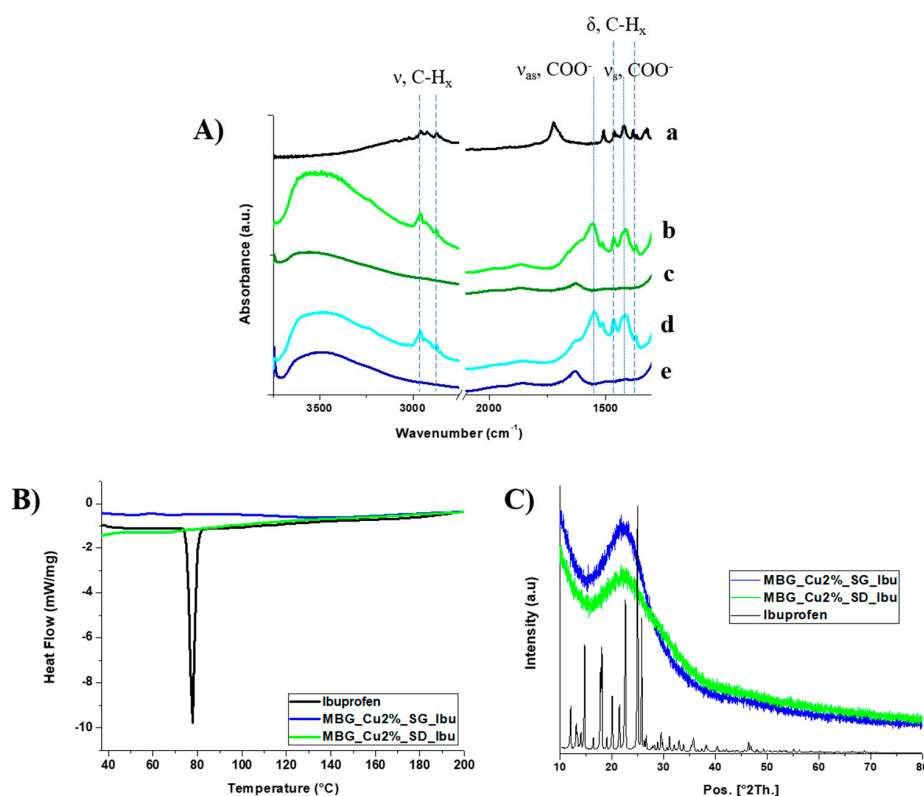 δ, C-Hx
νas, COO-
νs, COO-
ν, C-Hx
A)
a
b
c
d
e
Absorbance (a.u.)
3500
3000
2000
1500
Wavenumber (cm-1)
B)
0
-2
-4
-6
-8
-10
Heat Flow (mW/mg)
Ibuprofen
MBG_Cu2%_SG_Ibu
MBG_Cu2%_SD_Ibu
40
60
80
100
120
140
160
180
200
Temperature (°C)
C)
Intensity (a.u)
MBG_Cu2%_SG_Ibu
MBG_Cu2%_SD_Ibu
Ibuprofen
10
20
30
40
50
60
70
80
Pos. [°2Th.]